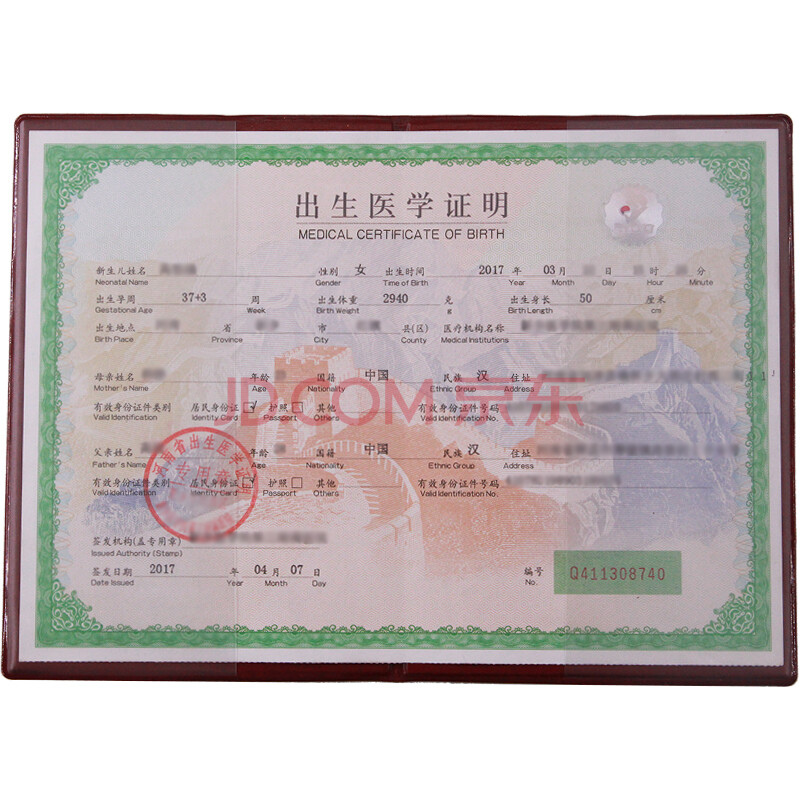 出生医学证明
MEDICAL CERTIFICATE OF BIRTH
新生儿姓名 性别 女 出生时间 2017 年 03 月 日 时 分
Neonatal Name Gender Time of Birth Year Month Day Hour Minute
出生孕周 37+3 周 出生体重 2940 克 出生身长 50 厘米
Gestational Age Week Birth Weight g Birth Length cm
出生地点 省 市 县(区) 医疗机构名称
Birth Place Province City County Medical Institutions
母亲姓名 年龄 国籍 中国 民族 汉 住址
Mother's Name Age Nationality Ethnic Group Address
JD.COM 京东
有效身份证件类别 居民身份证 护照 其他 有效身份证件号码
Valid Identification Identity Card Passport Others Valid Identification No.
父亲姓名 年龄 国籍 中国 民族 汉 住址
Father's Name Age Nationality Ethnic Group Address
有效身份证件类别 居民身份证 护照 其他 有效身份证件号码
Valid Identification Identity Card Passport Others Valid Identification No.
河南省出生医学证明
专用章
签发机构(盖专用章)
Issued Authority (Stamp)
签发日期 2017 年 04 月 07 日 编号 Q411308740
Date Issued Year Month Day No.